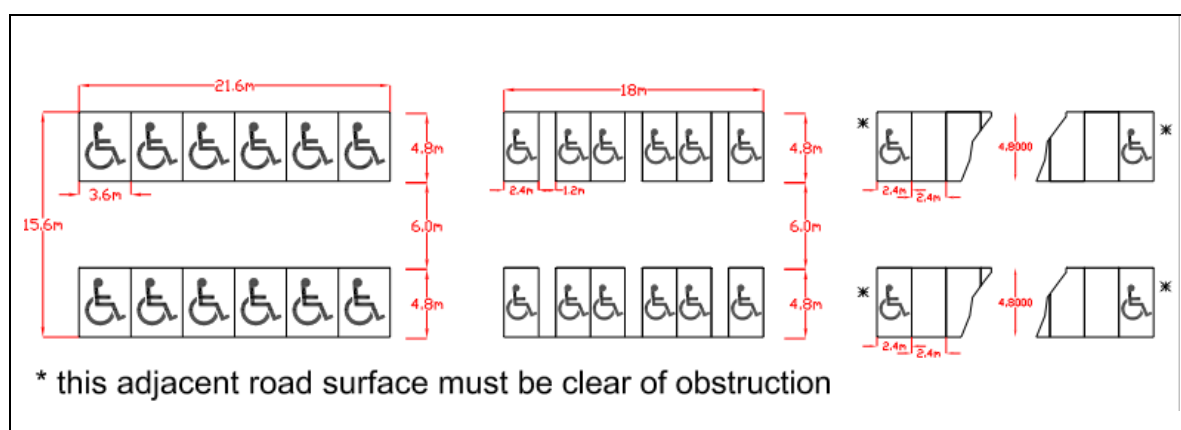 21.6m
18m
4.8m
4.8m
4.8000
*
*
3.6m
2.4m
1.2m
2.4m
2.4m
15.6m
6.0m
6.0m
4.8m
4.8m
4.8000
*
*
2.4m
2.4m
* this adjacent road surface must be clear of obstruction